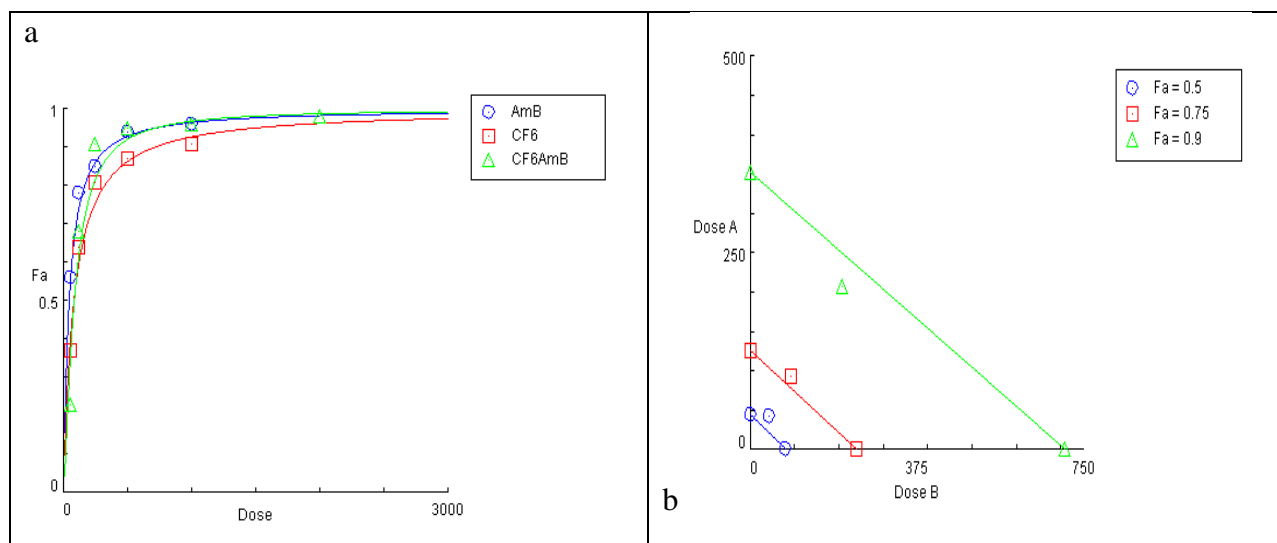 a
1
Fa
0.5
0
0
Dose
3000
AmB
CF6
CF6AmB
500
Dose A
250
0
0
375
750
Dose B
b
Fa = 0.5
Fa = 0.75
Fa = 0.9